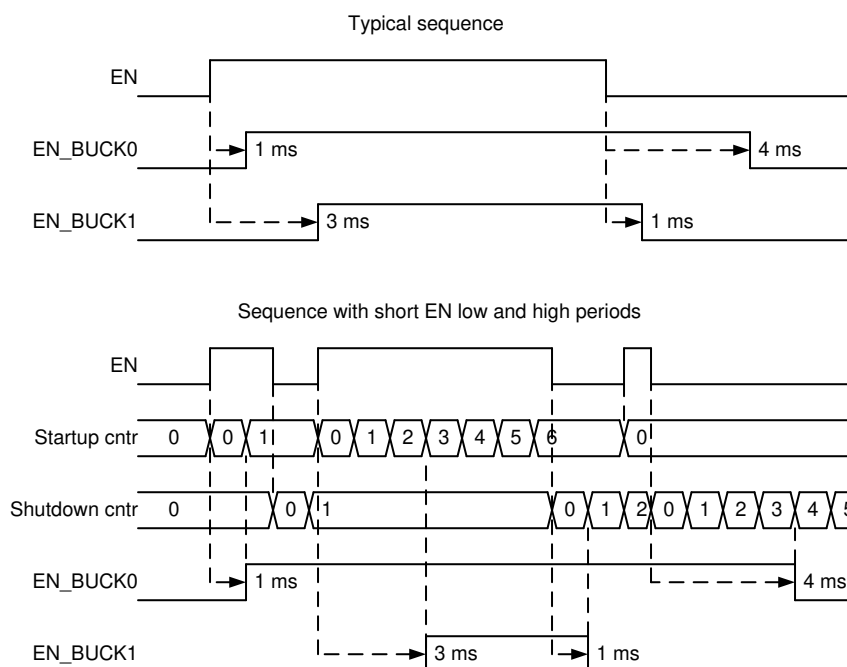 Typical sequence
EN
EN_BUCK0 1 ms 4 ms
EN_BUCK1 3 ms 1 ms
Sequence with short EN low and high periods
EN
Startup cntr 0 0 1 0 1 2 3 4 5 6 0
Shutdown cntr 0 0 1 0 1 2 0 1 2 3 4 5
EN_BUCK0 1 ms 4 ms
EN_BUCK1 3 ms 1 ms